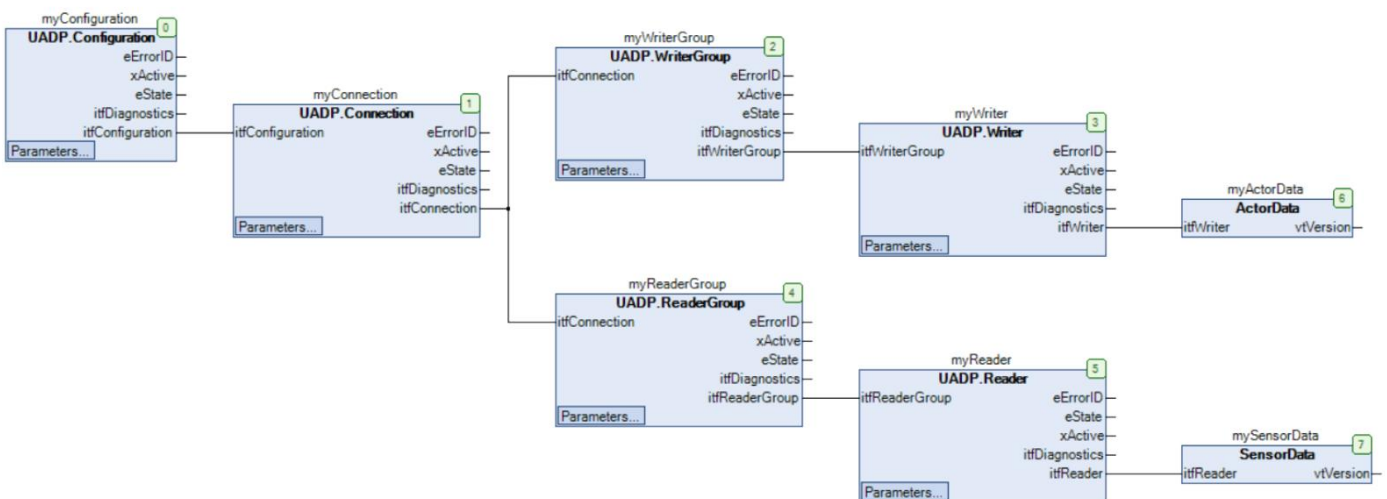 myConfiguration
0
UADP.Configuration
eErrorID
xActive
eState
itfDiagnostics
itfConfiguration
Parameters...
myConnection
1
UADP.Connection
itfConfiguration eErrorID
xActive
eState
itfDiagnostics
itfConnection
Parameters...
myWriterGroup
2
UADP.WriterGroup
itfConnection eErrorID
xActive
eState
itfDiagnostics
itfWriterGroup
Parameters...
myWriter
3
UADP.Writer
itfWriterGroup eErrorID
xActive
eState
itfDiagnostics
itfWriter
Parameters...
myActorData
6
ActorData
itfWriter vtVersion
myReaderGroup
4
UADP.ReaderGroup
itfConnection eErrorID
xActive
eState
itfDiagnostics
itfReaderGroup
Parameters...
myReader
5
UADP.Reader
itfReaderGroup eErrorID
eState
xActive
itfDiagnostics
itfReader
Parameters...
mySensorData
7
SensorData
itfReader vtVersion